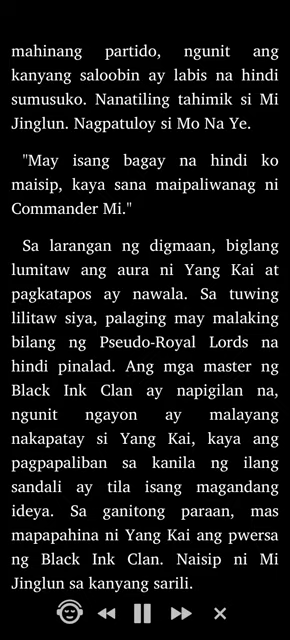 mahinang partido, ngunit ang
kanyang saloobin ay labis na hindi
sumusuko. Nanatiling tahimik si Mi
Jinglun. Nagpatuloy si Mo Na Ye.
"May isang bagay na hindi ko
maisip, kaya sana maipaliwanag ni
Commander Mi."
Sa larangan ng digmaan, biglang
lumitaw ang aura ni Yang Kai at
pagkatapos ay nawala. Sa tuwing
lilitaw siya, palaging may malaking
bilang ng Pseudo-Royal Lords na
hindi pinalad. Ang mga master ng
Black Ink Clan ay napigilan na,
ngunit ngayon ay malayang
nakapatay si Yang Kai, kaya ang
pagpapaliban sa kanila ng ilang
sandali ay tila isang magandang
ideya. Sa ganitong paraan, mas
mapapahina ni Yang Kai ang pwersa
ng Black Ink Clan. Naisip ni Mi
Jinglun sa kanyang sarili.